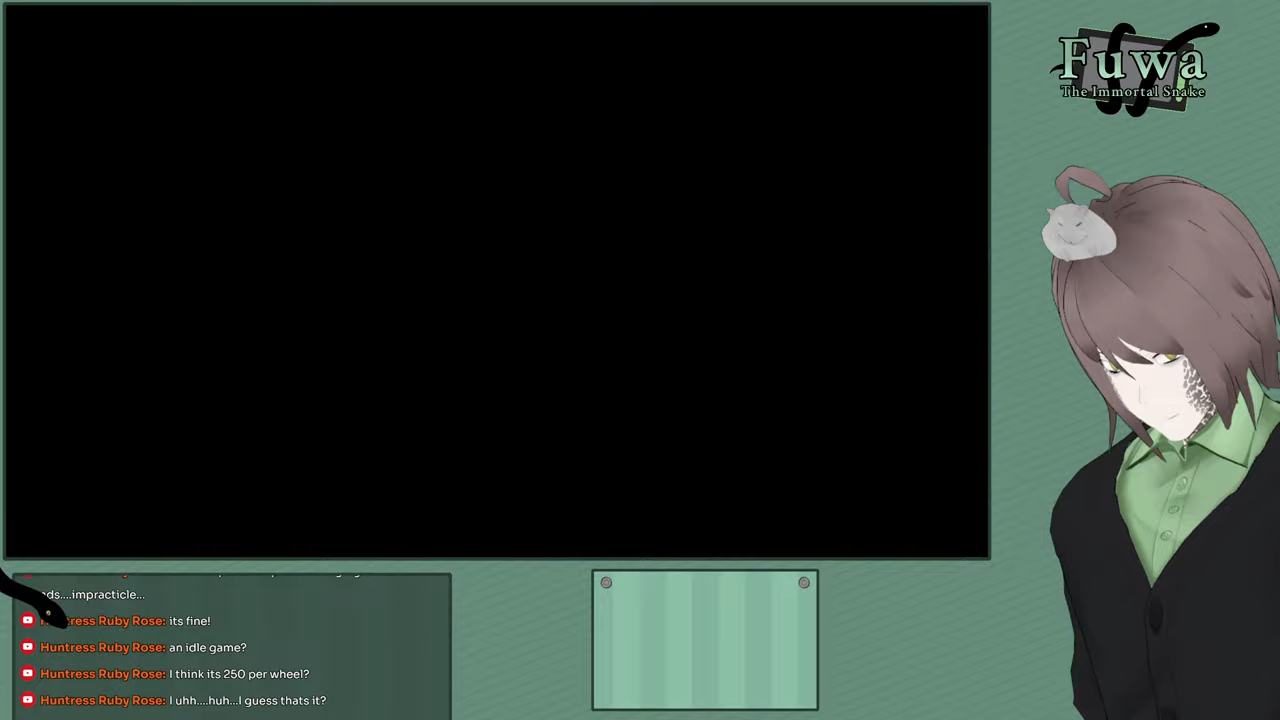 Fuwa
The Immortal Snake
ds....impracticle...
Huntress Ruby Rose: its fine!
Huntress Ruby Rose: an idle game?
Huntress Ruby Rose: I think its 250 per wheel?
Huntress Ruby Rose: I uhh....huh...I guess thats it?